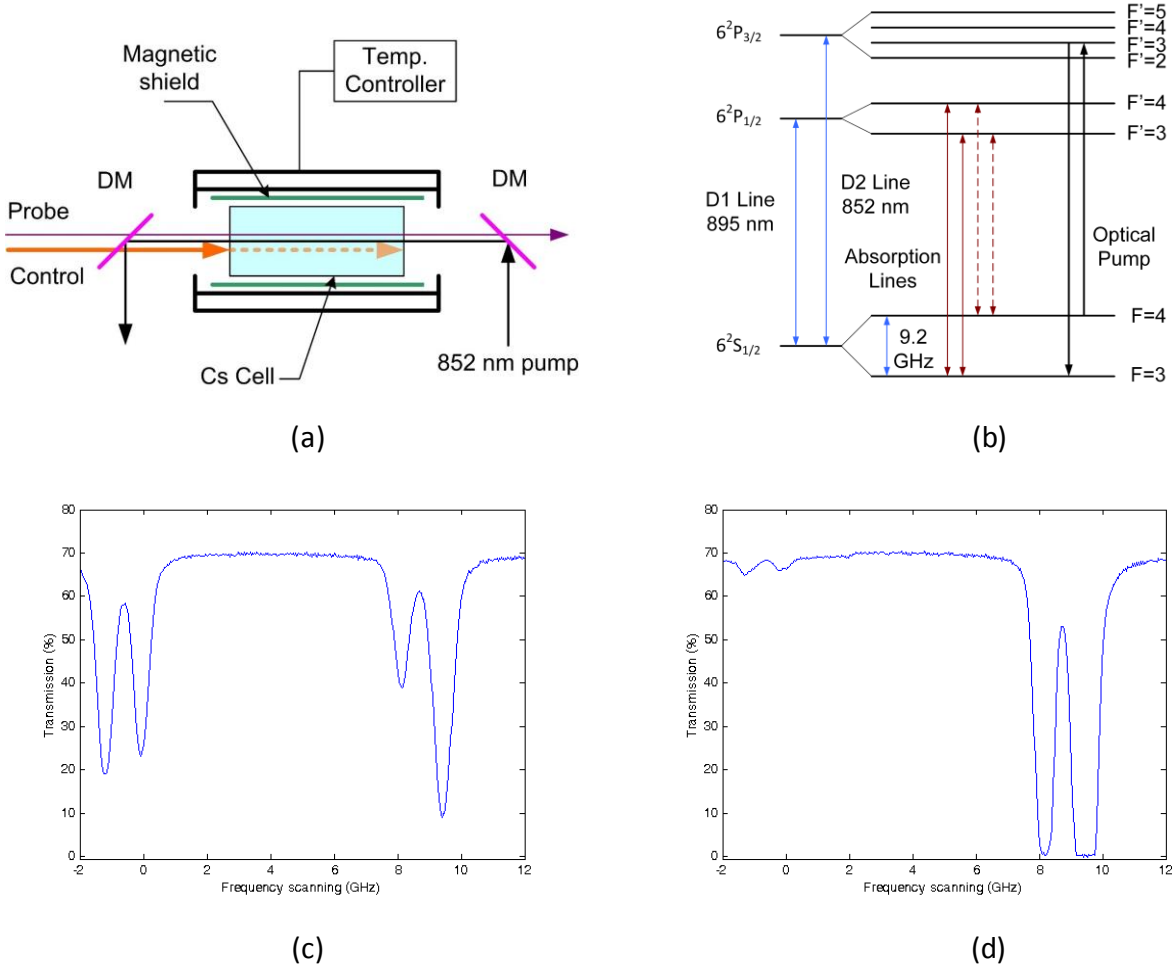 Magnetic
shield
Temp.
Controller
DM
DM
Probe
Control
Cs Cell
852 nm pump
(a)
6²P₃/₂
6²P₁/₂
6²S₁/₂
D1 Line
895 nm
D2 Line
852 nm
Absorption
Lines
Optical
Pump
9.2
GHz
F'=5
F'=4
F'=3
F'=2
F'=4
F'=3
F=4
F=3
(b)
Transmission (%)
80
70
60
50
40
30
20
10
0
-2 0 2 4 6 8 10 12
Frequency scanning (GHz)
(c)
Transmission (%)
80
70
60
50
40
30
20
10
0
-2 0 2 4 6 8 10 12
Frequency scanning (GHz)
(d)